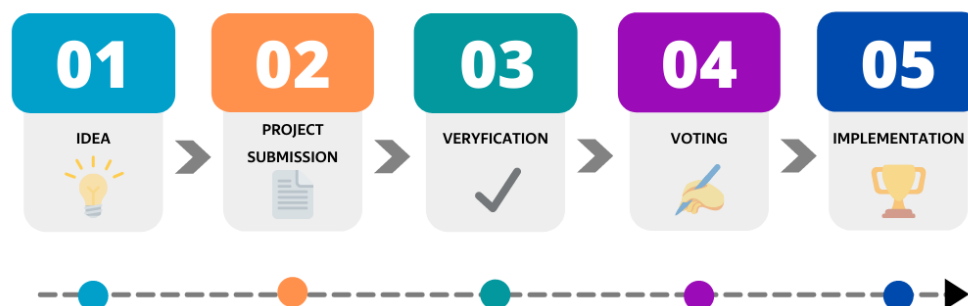 01
IDEA
02
PROJECT
SUBMISSION
03
VERYFICATION
04
VOTING
05
IMPLEMENTATION